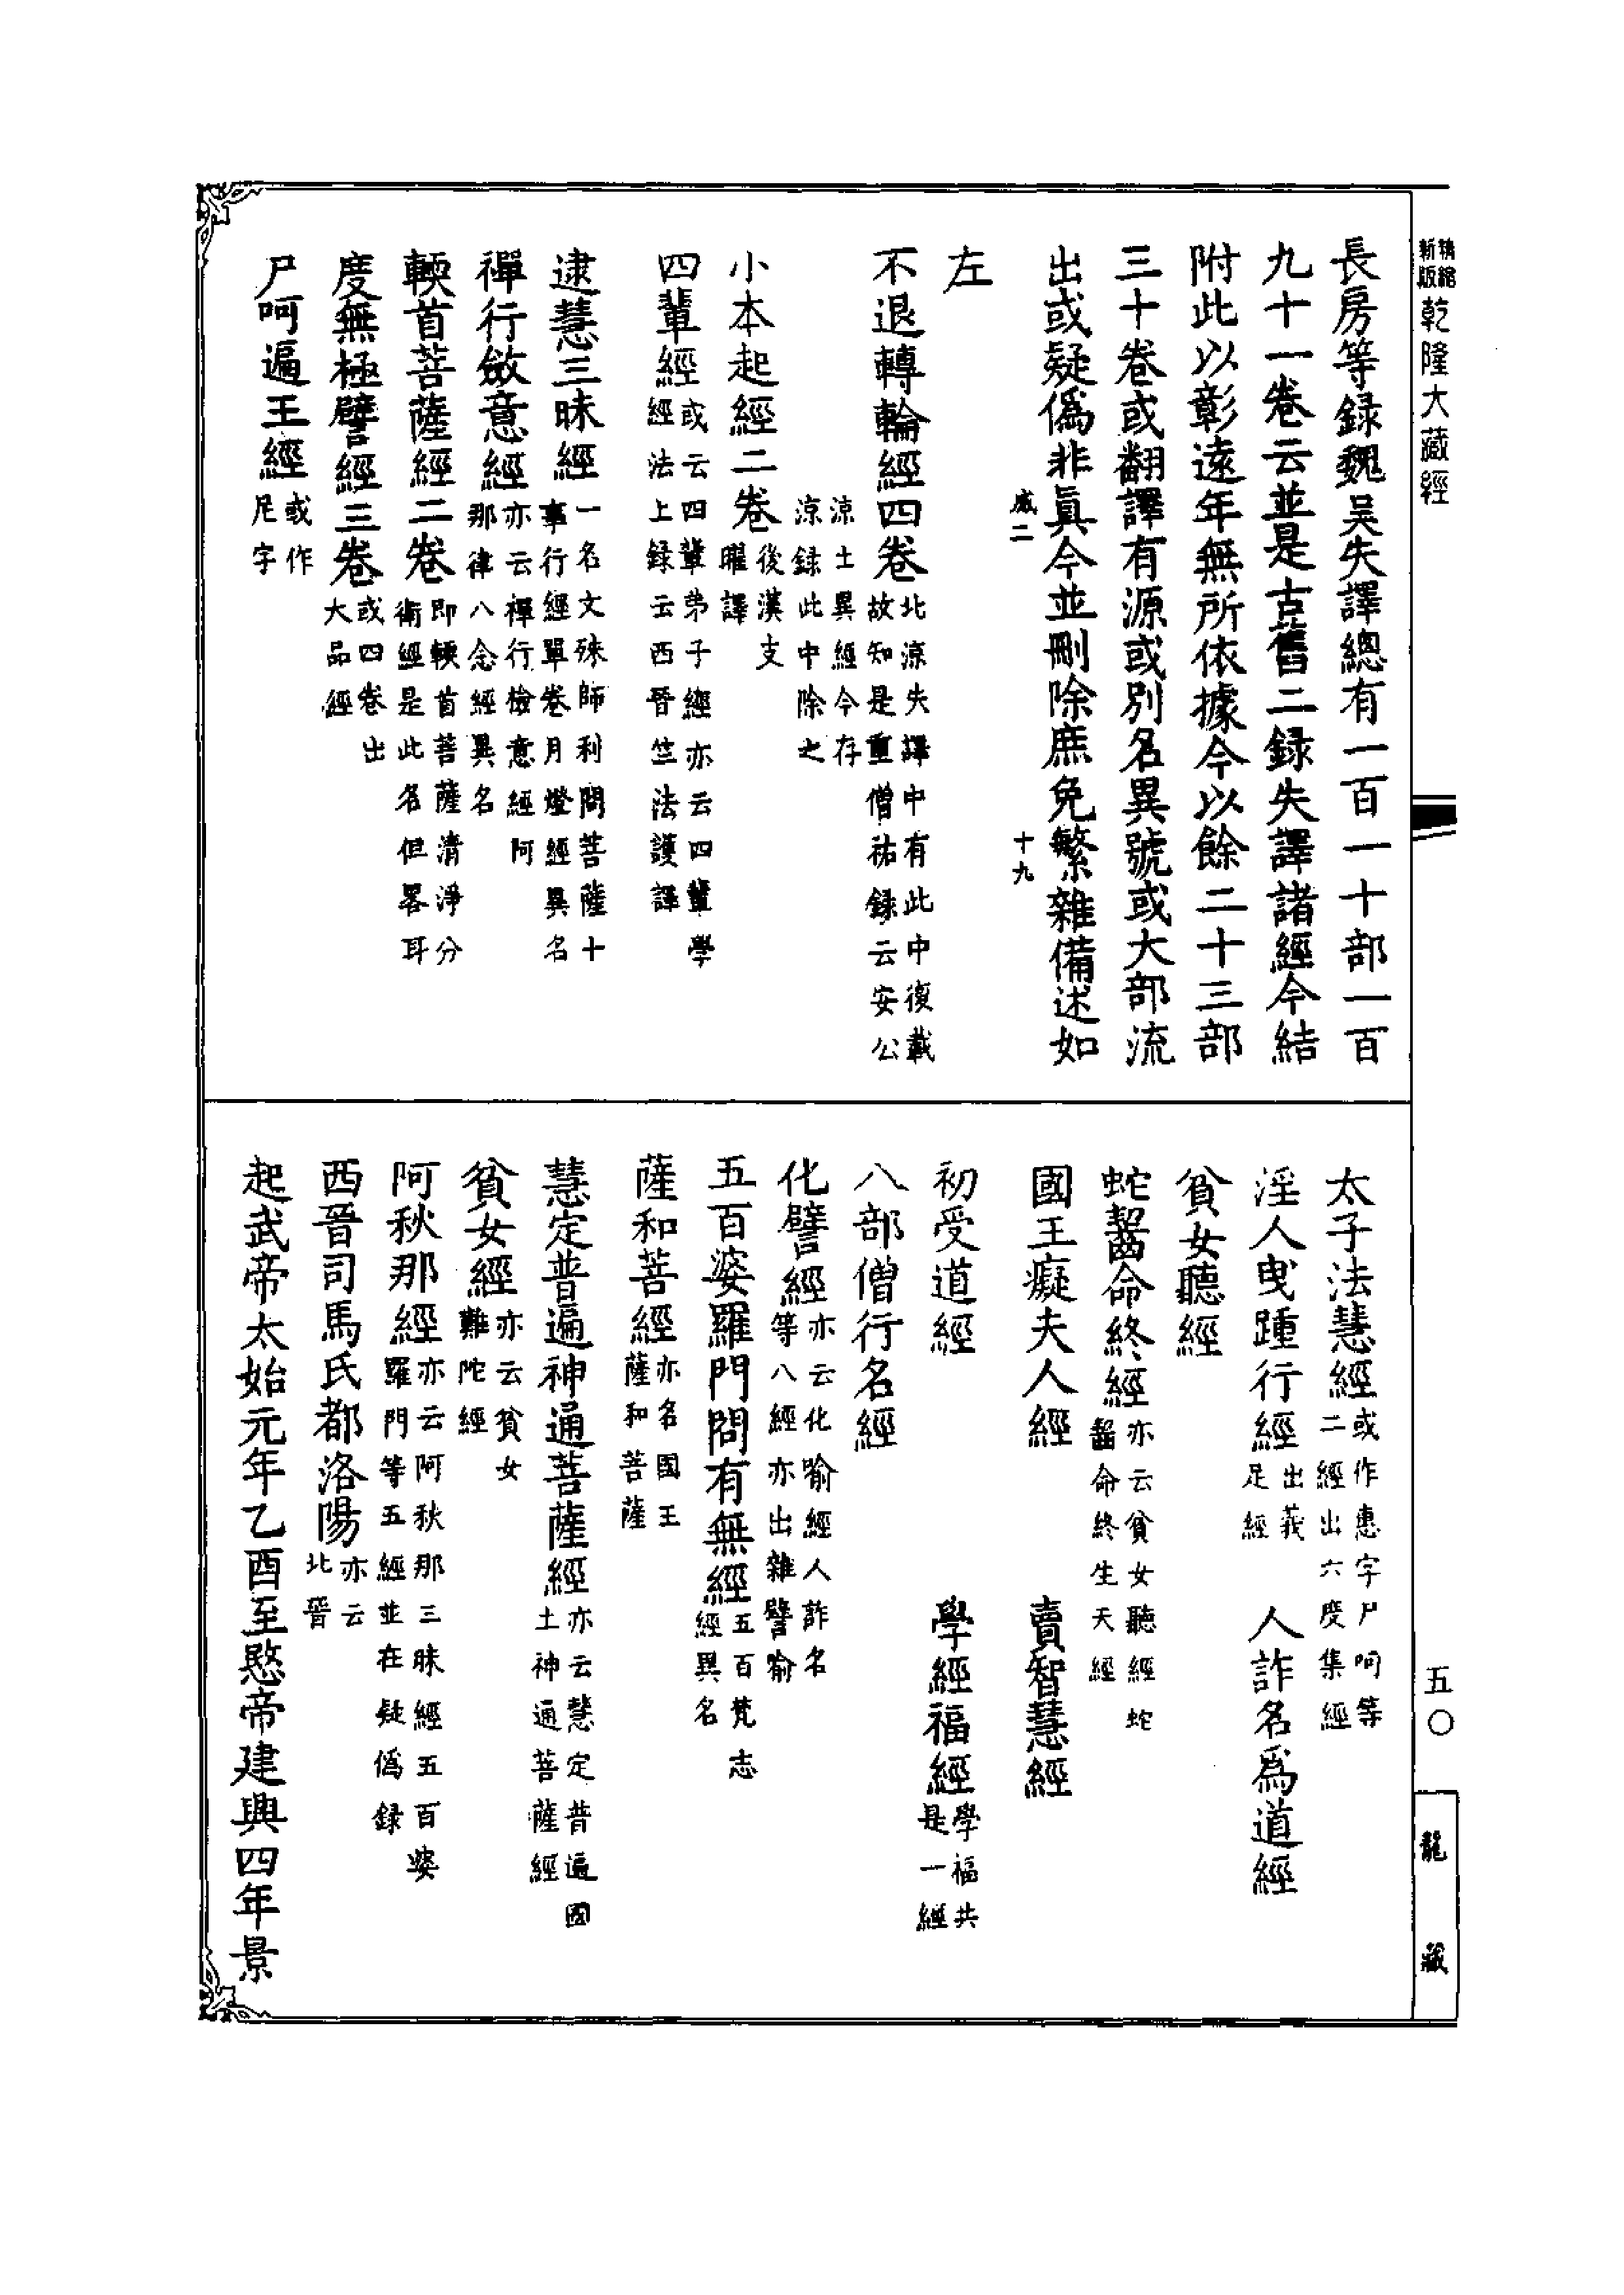 精縮新版乾隆大藏經
長房等録魏吳失譯總有一百一十部一百
九十一卷云並是古舊二録失譯諸經今結
附此以彰遠年無所依據今以餘二十三部
三十卷或翻譯有源或別名異號或大部流
出或疑僞非眞今並刪除庶免繁雜備述如
二 十九
左
不退轉輪經四卷北涼失譯中有此中復載
故知是重僧祐録云安公
涼土異經今存
涼録此中除之
小本起經二卷後漢支
曜譯
四輩經或云四輩弟子經亦云四輩學
經法上録云西晉竺法護譯
逮慧三昧經一名文殊師利問菩薩十
事行經單卷月燈經異名
禪行斂意經亦云禪行檢意經阿
那律八念經異名
輭首菩薩經二卷即輭首菩薩清淨分
衛經是此名但畧耳
度無極譬經三卷或四卷出
大品經
尸呵遍王經或作
尼字
太子法慧經或作惠字尸呵等
二經出六度集經
淫人曳踵行經出義
足經
人詐名爲道經
貧女聽經
蛇齧命終經亦云貧女聽經蛇
齧命終生天經
國王癡夫人經 賣智慧經
初受道經 學經福經學福共
是一經
八部僧行名經
化譬經亦云化喻經人詐名
等八經亦出雜譬喻
五百婆羅門問有無經五百梵志
經異名
薩和菩經亦名國王
薩和菩薩
慧定普遍神通菩薩經亦云慧定普遍國
土神通菩薩經
貧女經亦云貧女
難陀經
阿秋那經亦云阿秋那三昧經五百婆
羅門等五經並在疑僞録
西晉司馬氏都洛陽亦云
北晉
起武帝太始元年乙酉至愍帝建興四年景
五〇
龍藏